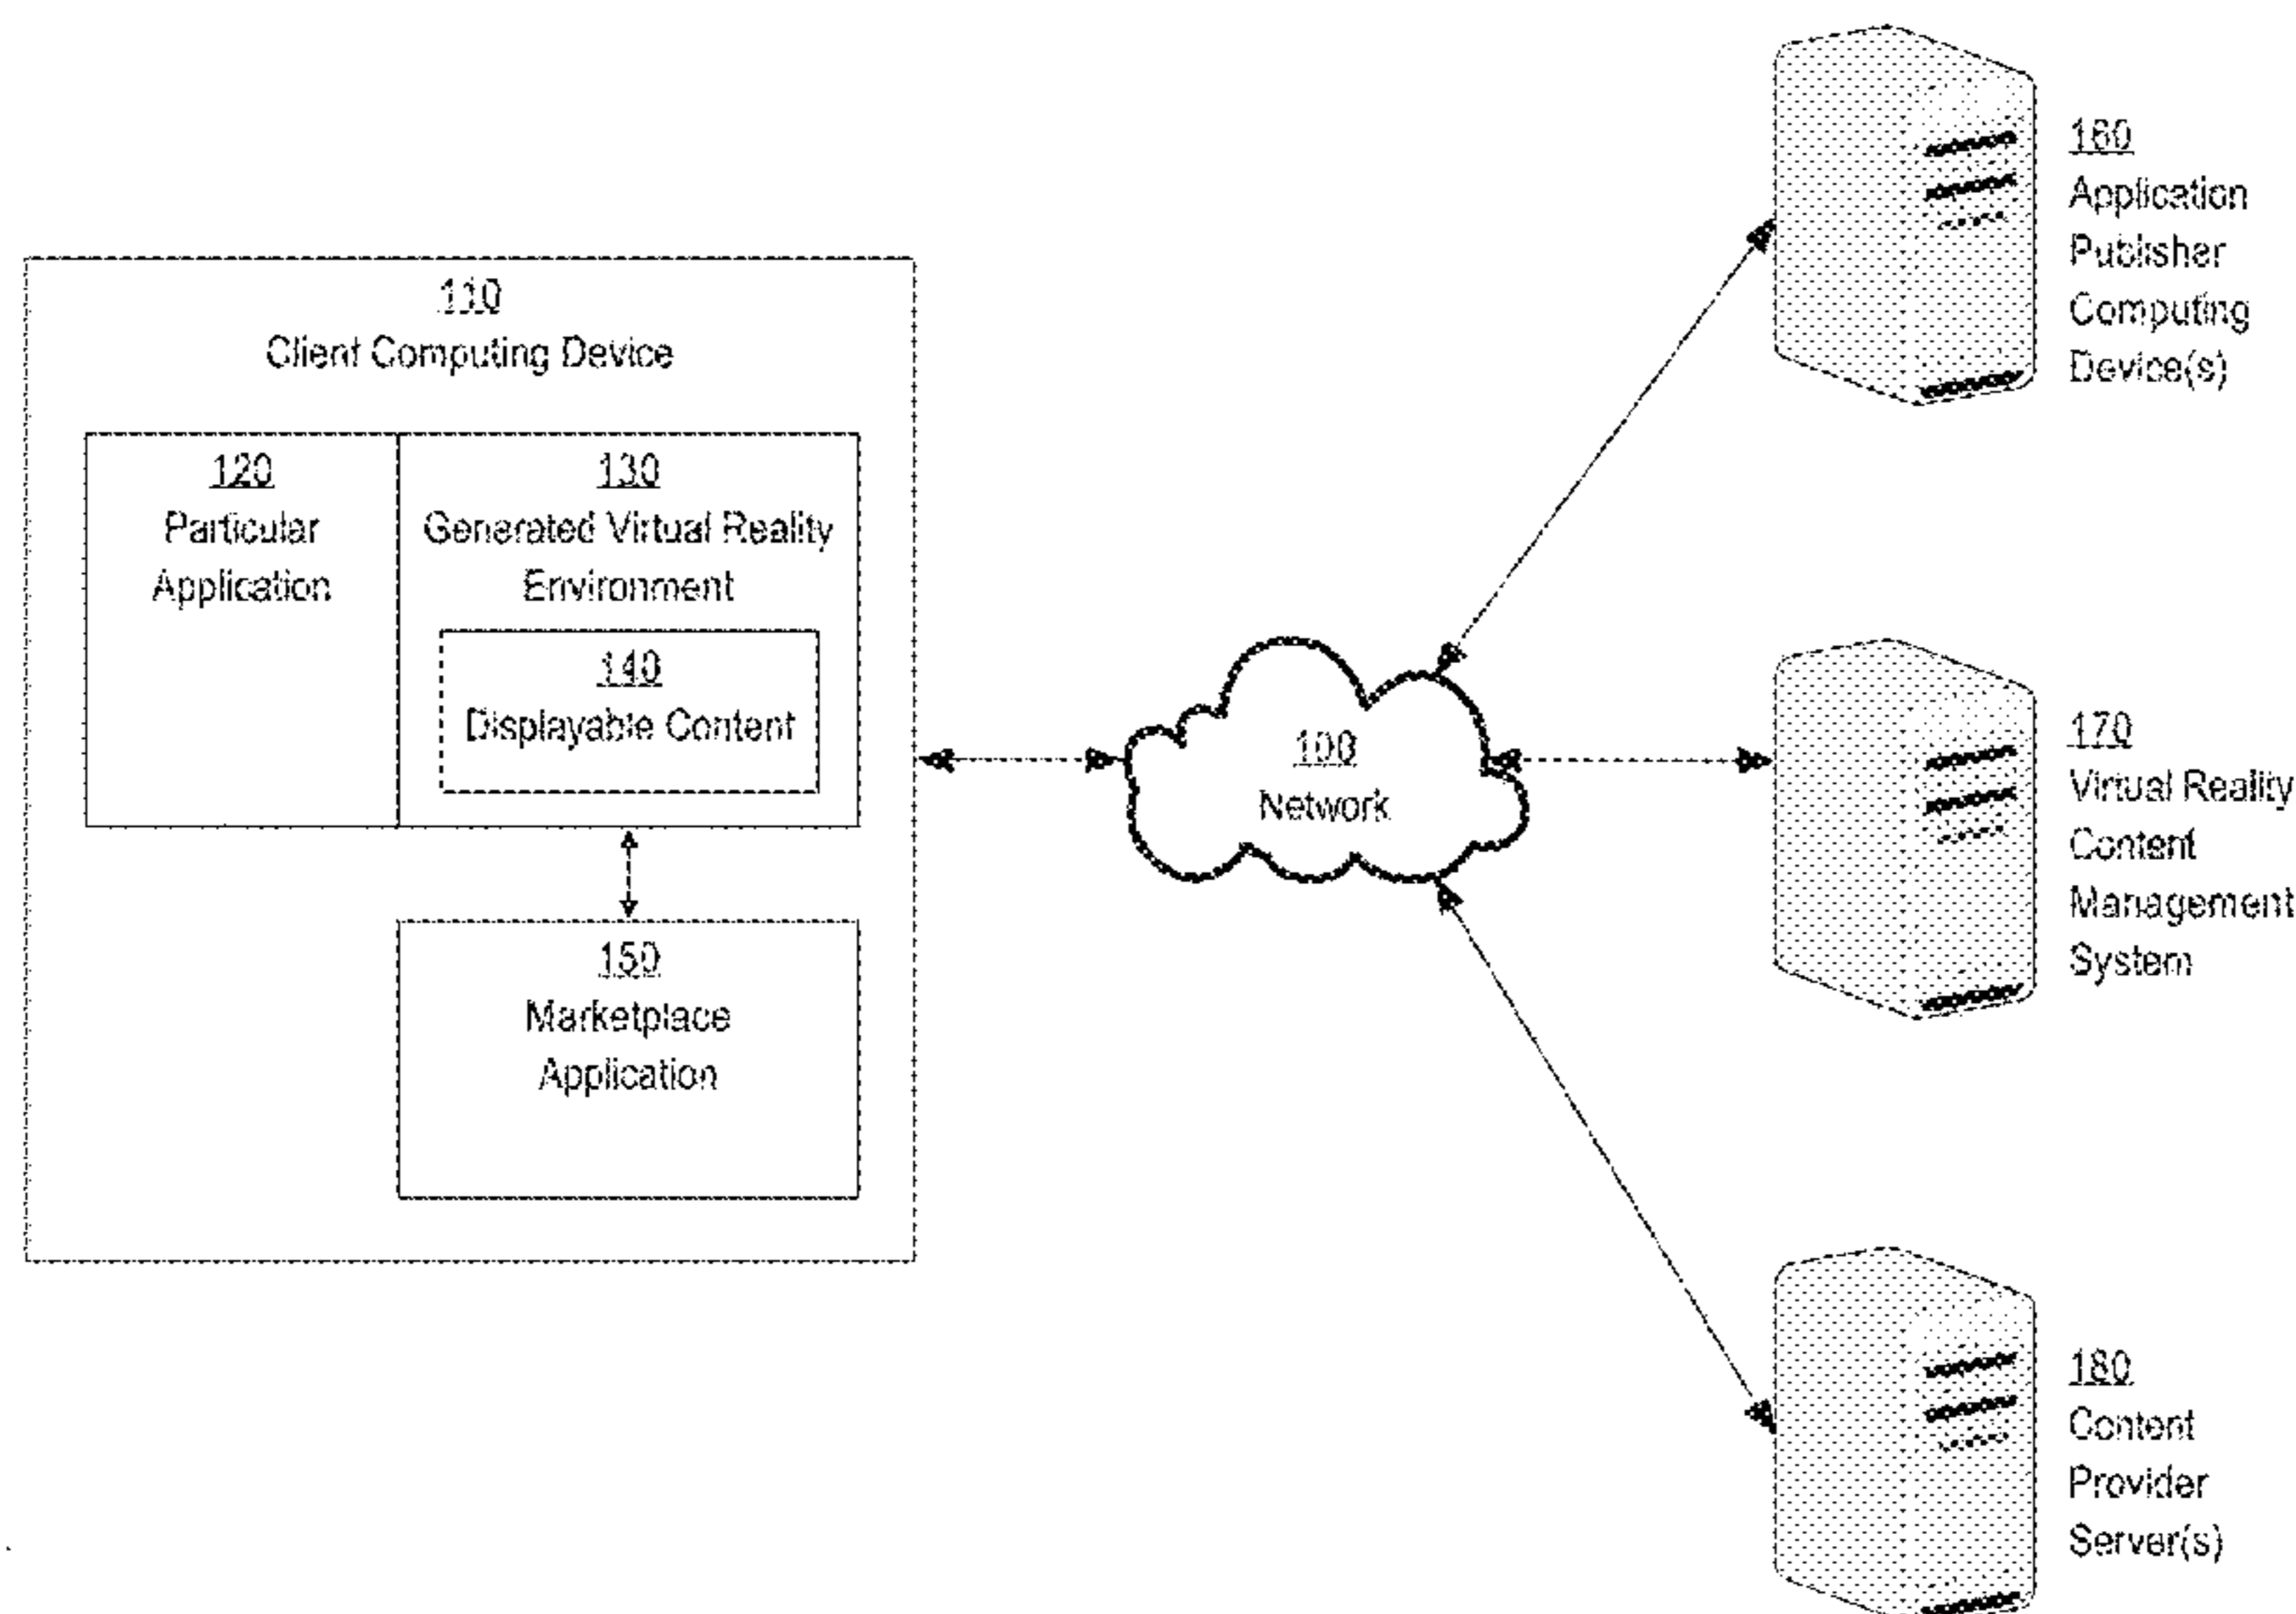 110
Client Computing Device
120
Particular
Application
130
Generated Virtual Reality
Environment
140
Displayable Content
150
Marketplace
Application
100
Network
160
Application
Publisher
Computing
Device(s)
170
Virtual Reality
Content
Management
System
180
Content
Provider
Server(s)